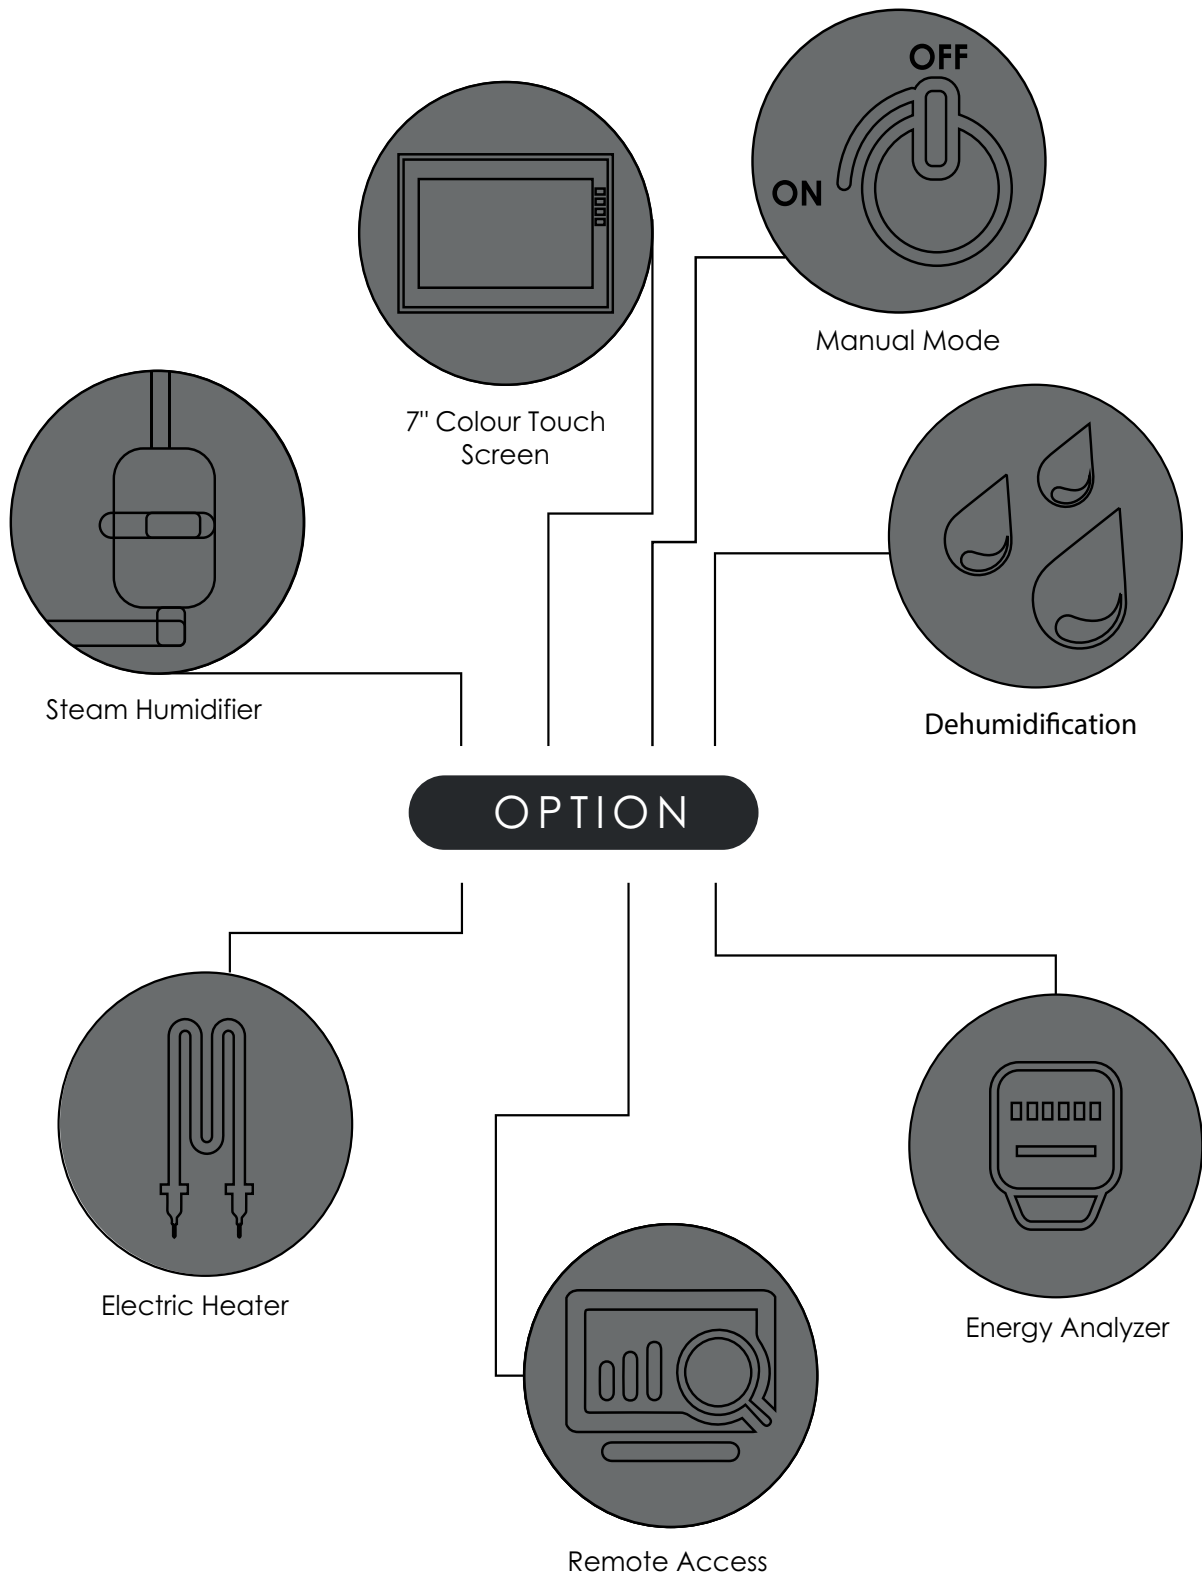 OFF
ON
Manual Mode
7" Colour Touch
Screen
Steam Humidifier
Dehumidification
OPTION
Electric Heater
Energy Analyzer
Remote Access